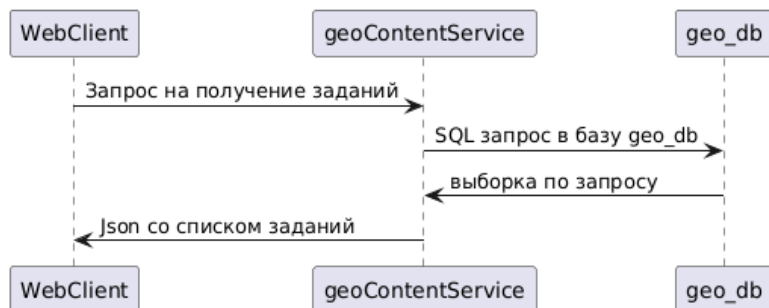 WebClient
geoContentService
geo_db
Запрос на получение заданий
SQL запрос в базу geo_db
выборка по запросу
Json со списком заданий
WebClient
geoContentService
geo_db